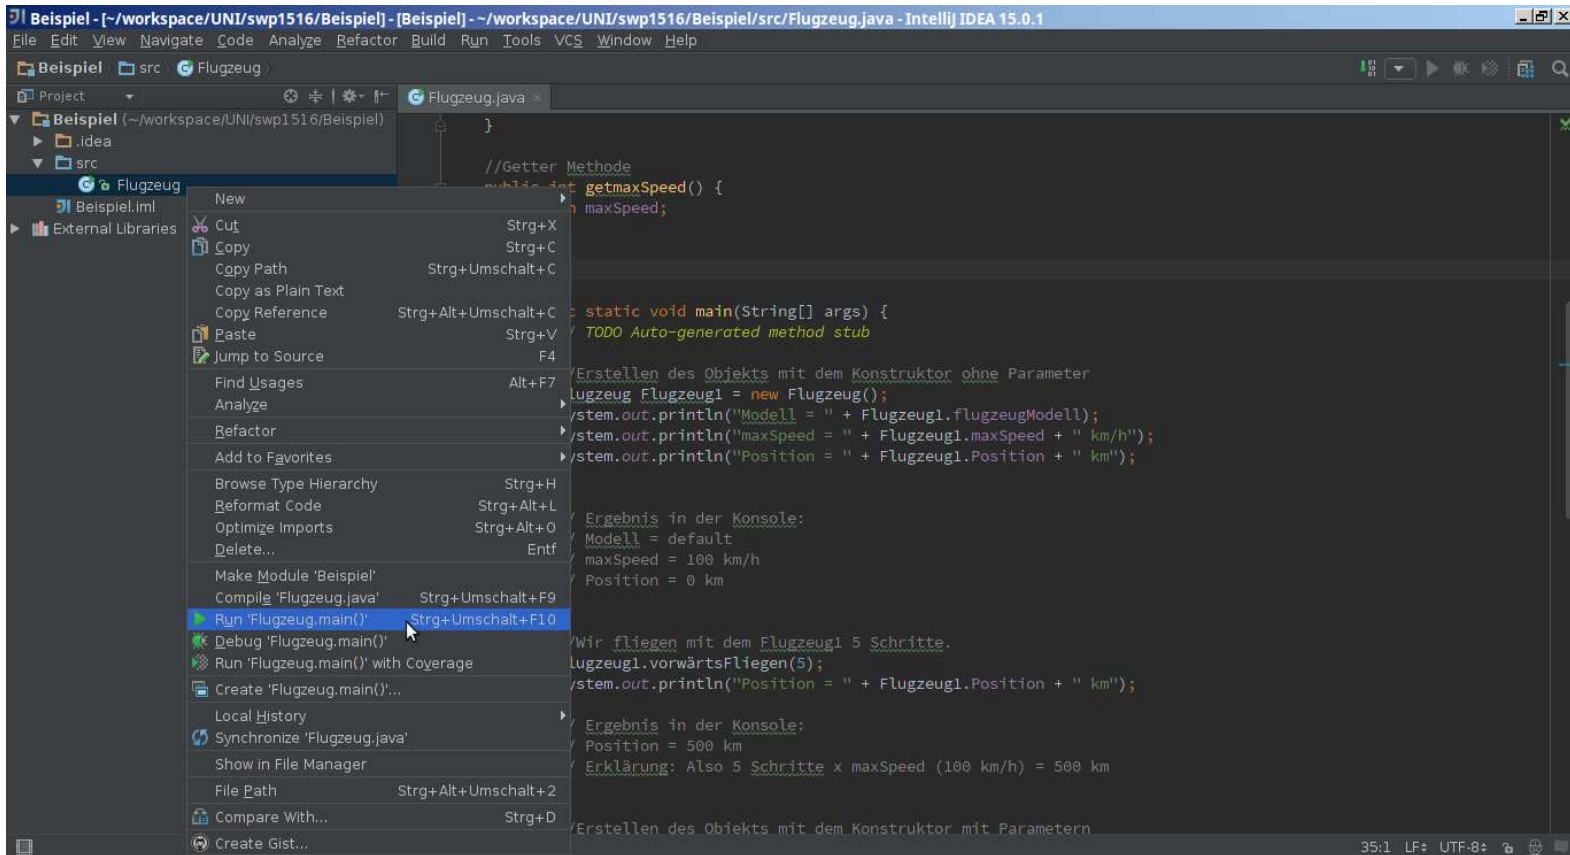 Beispiel - [~/workspace/UNI/swp1516/Beispiel] - [Beispiel] - ~/workspace/UNI/swp1516/Beispiel/src/Flugzeug.java - IntelliJ IDEA 15.0.1
File Edit View Navigate Code Analyze Refactor Build Run Tools VCS Window Help
Beispiel src Flugzeug
Project
Flugzeug.java
Beispiel (~/workspace/UNI/swp1516/Beispiel)
.idea
src
Flugzeug
Beispiel.iml
External Libraries
New
Cut Strg+X
Copy Strg+C
Copy Path Strg+Umschalt+C
Copy as Plain Text
Copy Reference Strg+Alt+Umschalt+C
Paste Strg+V
Jump to Source F4
Find Usages Alt+F7
Analyze
Refactor
Add to Favorites
Browse Type Hierarchy Strg+H
Reformat Code Strg+Alt+L
Optimize Imports Strg+Alt+O
Delete... Entf
Make Module 'Beispiel'
Compile 'Flugzeug.java' Strg+Umschalt+F9
Run 'Flugzeug.main()' Strg+Umschalt+F10
Debug 'Flugzeug.main()'
Run 'Flugzeug.main()' with Coverage
Create 'Flugzeug.main()'...
Local History
Synchronize 'Flugzeug.java'
Show in File Manager
File Path Strg+Alt+Umschalt+2
Compare With... Strg+D
Create Gist...
}
//Getter Methode
public int getmaxSpeed() {
n maxSpeed;
c static void main(String[] args) {
/ TODO Auto-generated method stub
/Erstellen des Objekts mit dem Konstruktor ohne Parameter
lugzeug Flugzeug1 = new Flugzeug();
ystem.out.println("Modell = " + Flugzeug1.flugzeugModell);
ystem.out.println("maxSpeed = " + Flugzeug1.maxSpeed + " km/h");
ystem.out.println("Position = " + Flugzeug1.Position + " km");
/ Ergebnis in der Konsole:
/ Modell = default
/ maxSpeed = 100 km/h
/ Position = 0 km
/Wir fliegen mit dem Flugzeug1 5 Schritte.
lugzeug1.vorwärtsFliegen(5);
ystem.out.println("Position = " + Flugzeug1.Position + " km");
/ Ergebnis in der Konsole:
/ Position = 500 km
/ Erklärung: Also 5 Schritte x maxSpeed (100 km/h) = 500 km
/Erstellen des Objekts mit dem Konstruktor mit Parametern
35:1 LF UTF-8